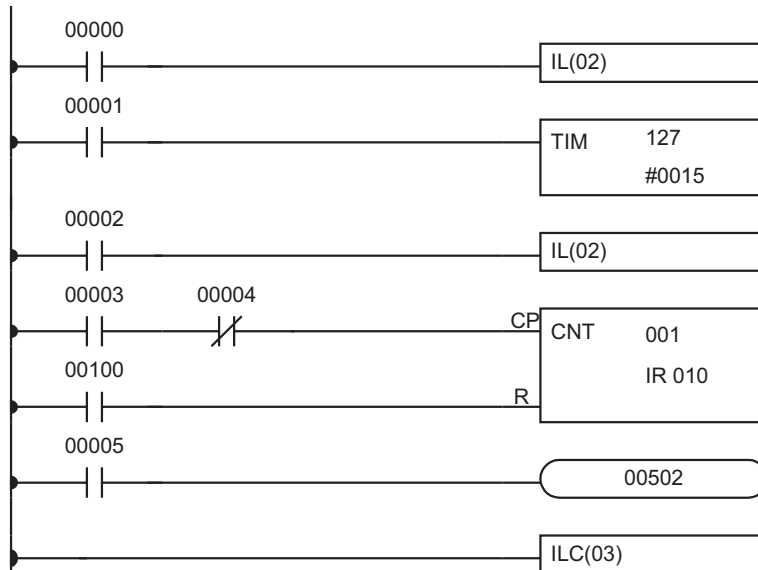 00000
IL(02)
00001
TIM 127
#0015
00002
IL(02)
00003 00004
CP CNT 001
IR 010
00100
R
00005
00502
ILC(03)